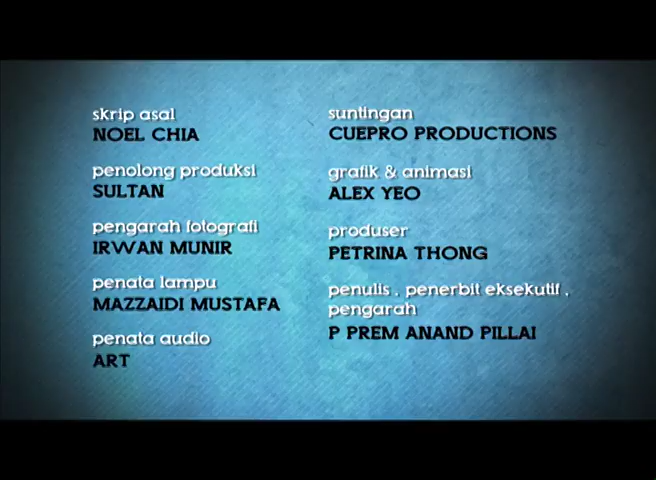 skrip asal
NOEL CHIA
penolong produksi
SULTAN
pengarah fotografi
IRWAN MUNIR
penata lampu
MAZZAIDI MUSTAFA
penata audio
ART
suntingan
CUEPRO PRODUCTIONS
grafik & animasi
ALEX YEO
produser
PETRINA THONG
penulis . penerbit eksekutif .
pengarah
P PREM ANAND PILLAI